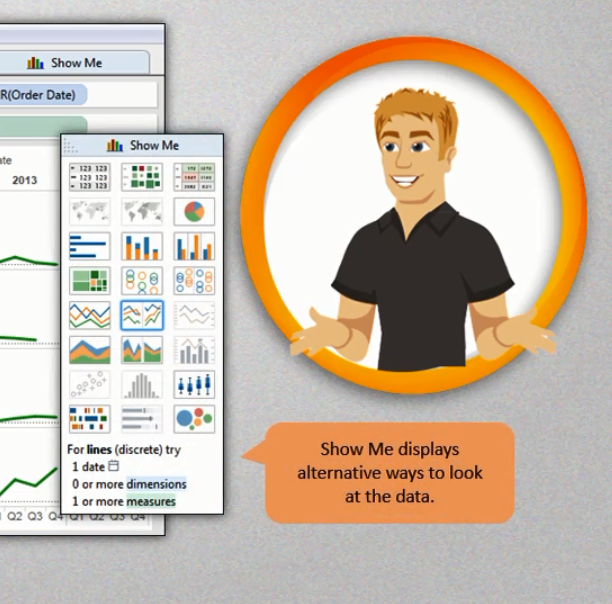 Show Me
R(Order Date)
Show Me
2013
For lines (discrete) try
1 date
0 or more dimensions
1 or more measures
Q2 Q3 Q4 Q1 Q2 Q3 Q4
Show Me displays
alternative ways to look
at the data.